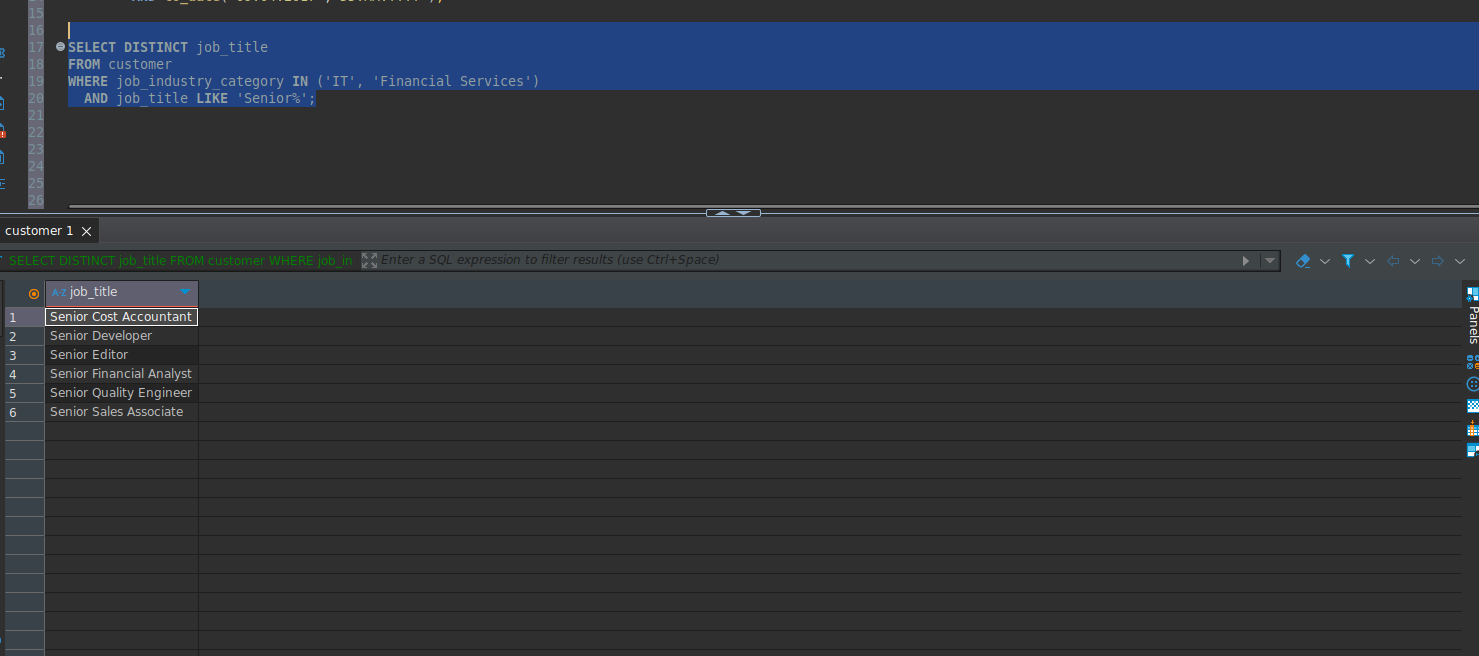 15
16
17 SELECT DISTINCT job_title
18 FROM customer
19 WHERE job_industry_category IN ('IT', 'Financial Services')
20 AND job_title LIKE 'Senior%';
21
22
23
24
25
26
customer 1
SELECT DISTINCT job_title FROM customer WHERE job_in
Enter a SQL expression to filter results (use Ctrl+Space)
A-Z job_title
1 Senior Cost Accountant
2 Senior Developer
3 Senior Editor
4 Senior Financial Analyst
5 Senior Quality Engineer
6 Senior Sales Associate
Panels